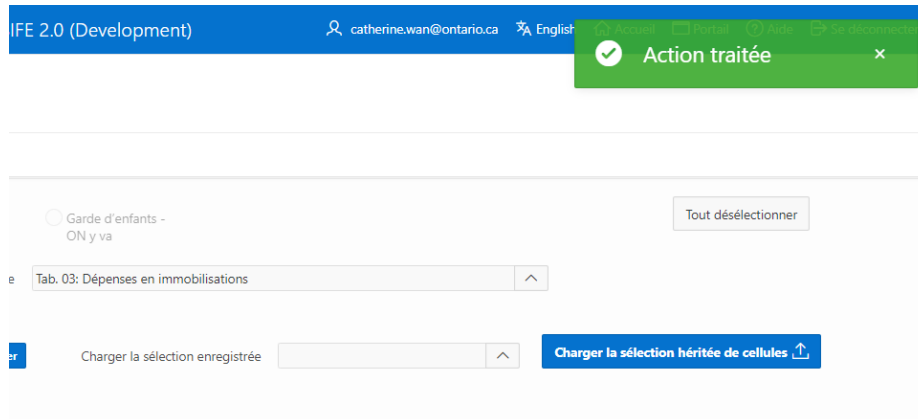 IFE 2.0 (Development) catherine.wan@ontario.ca English Accueil Portail Aide Se déconnecter
Action traitée ×
Garde d'enfants -
ON y va
Tout désélectionner
e Tab. 03: Dépenses en immobilisations
er Charger la sélection enregistrée Charger la sélection héritée de cellules